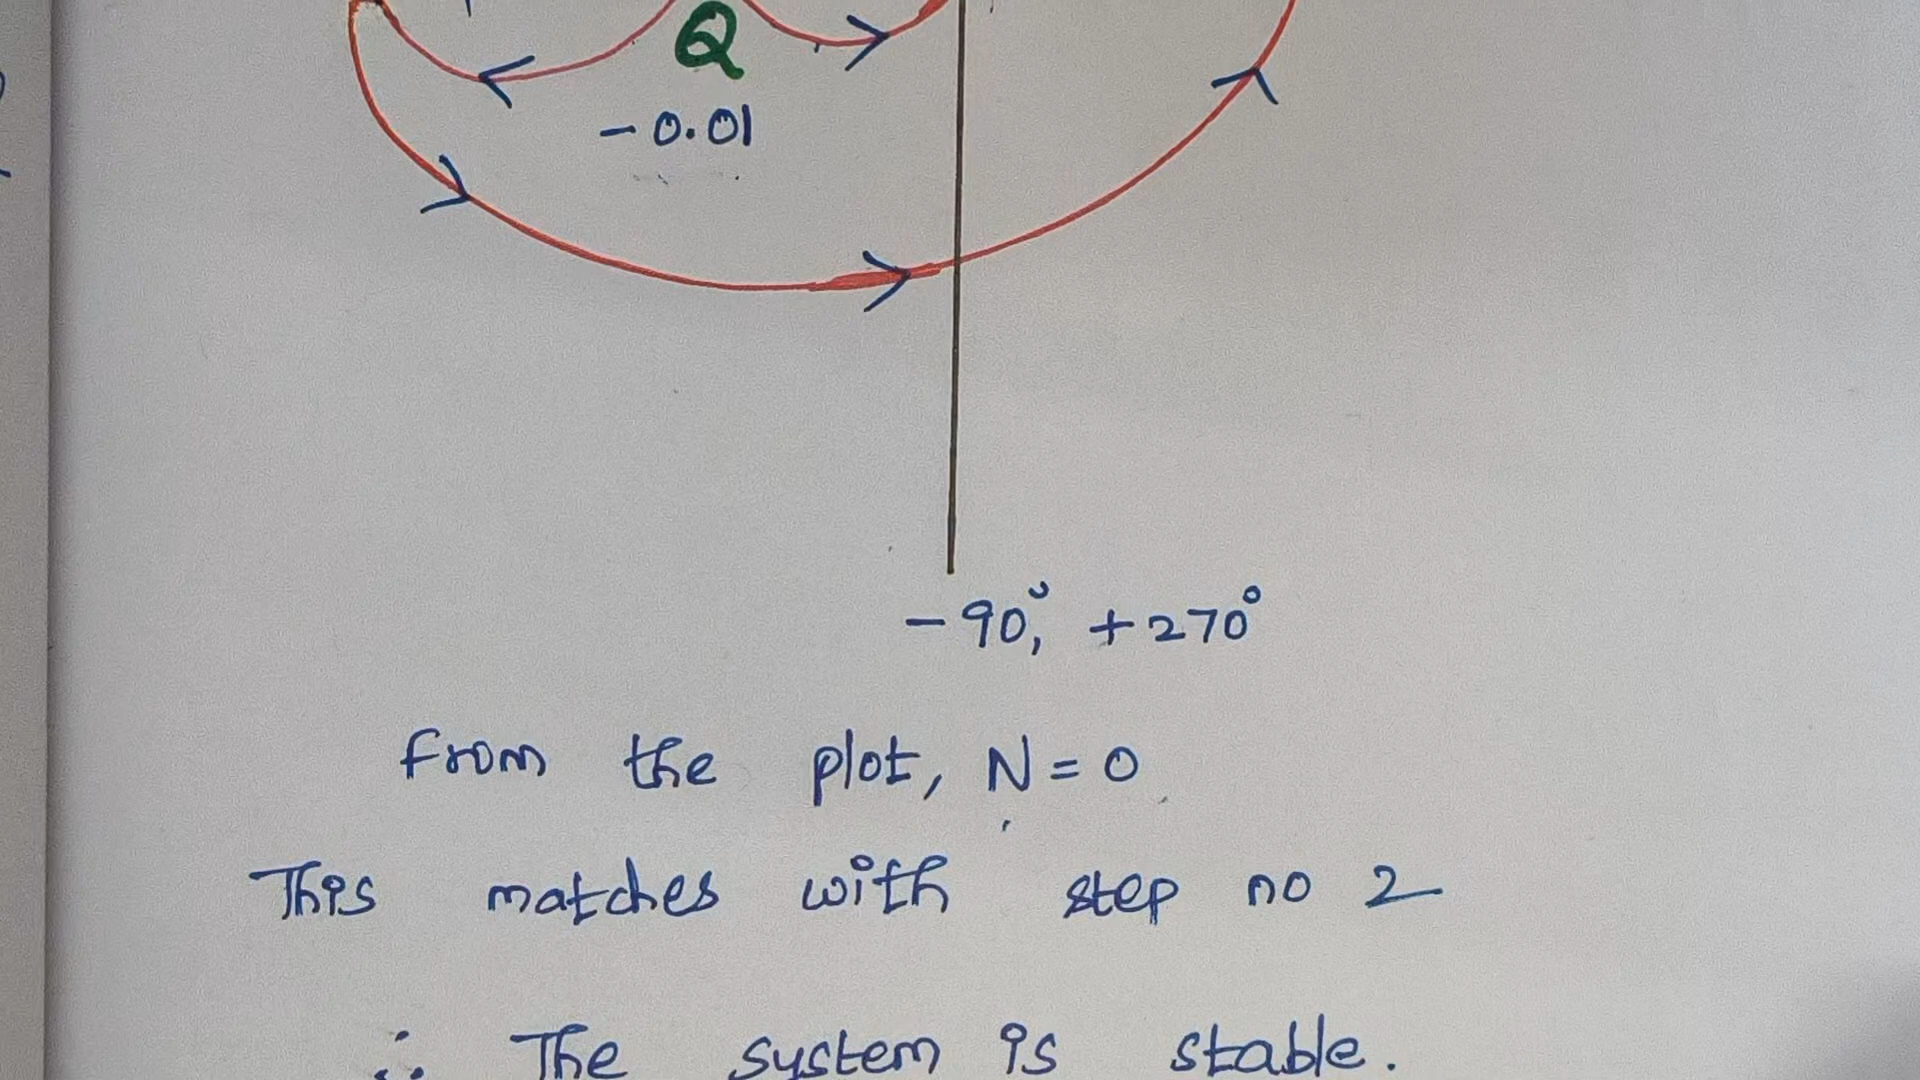 Q
-0.01
-90°, +270°
from the plot, N = 0
This matches with step no 2
∴ The system is stable.